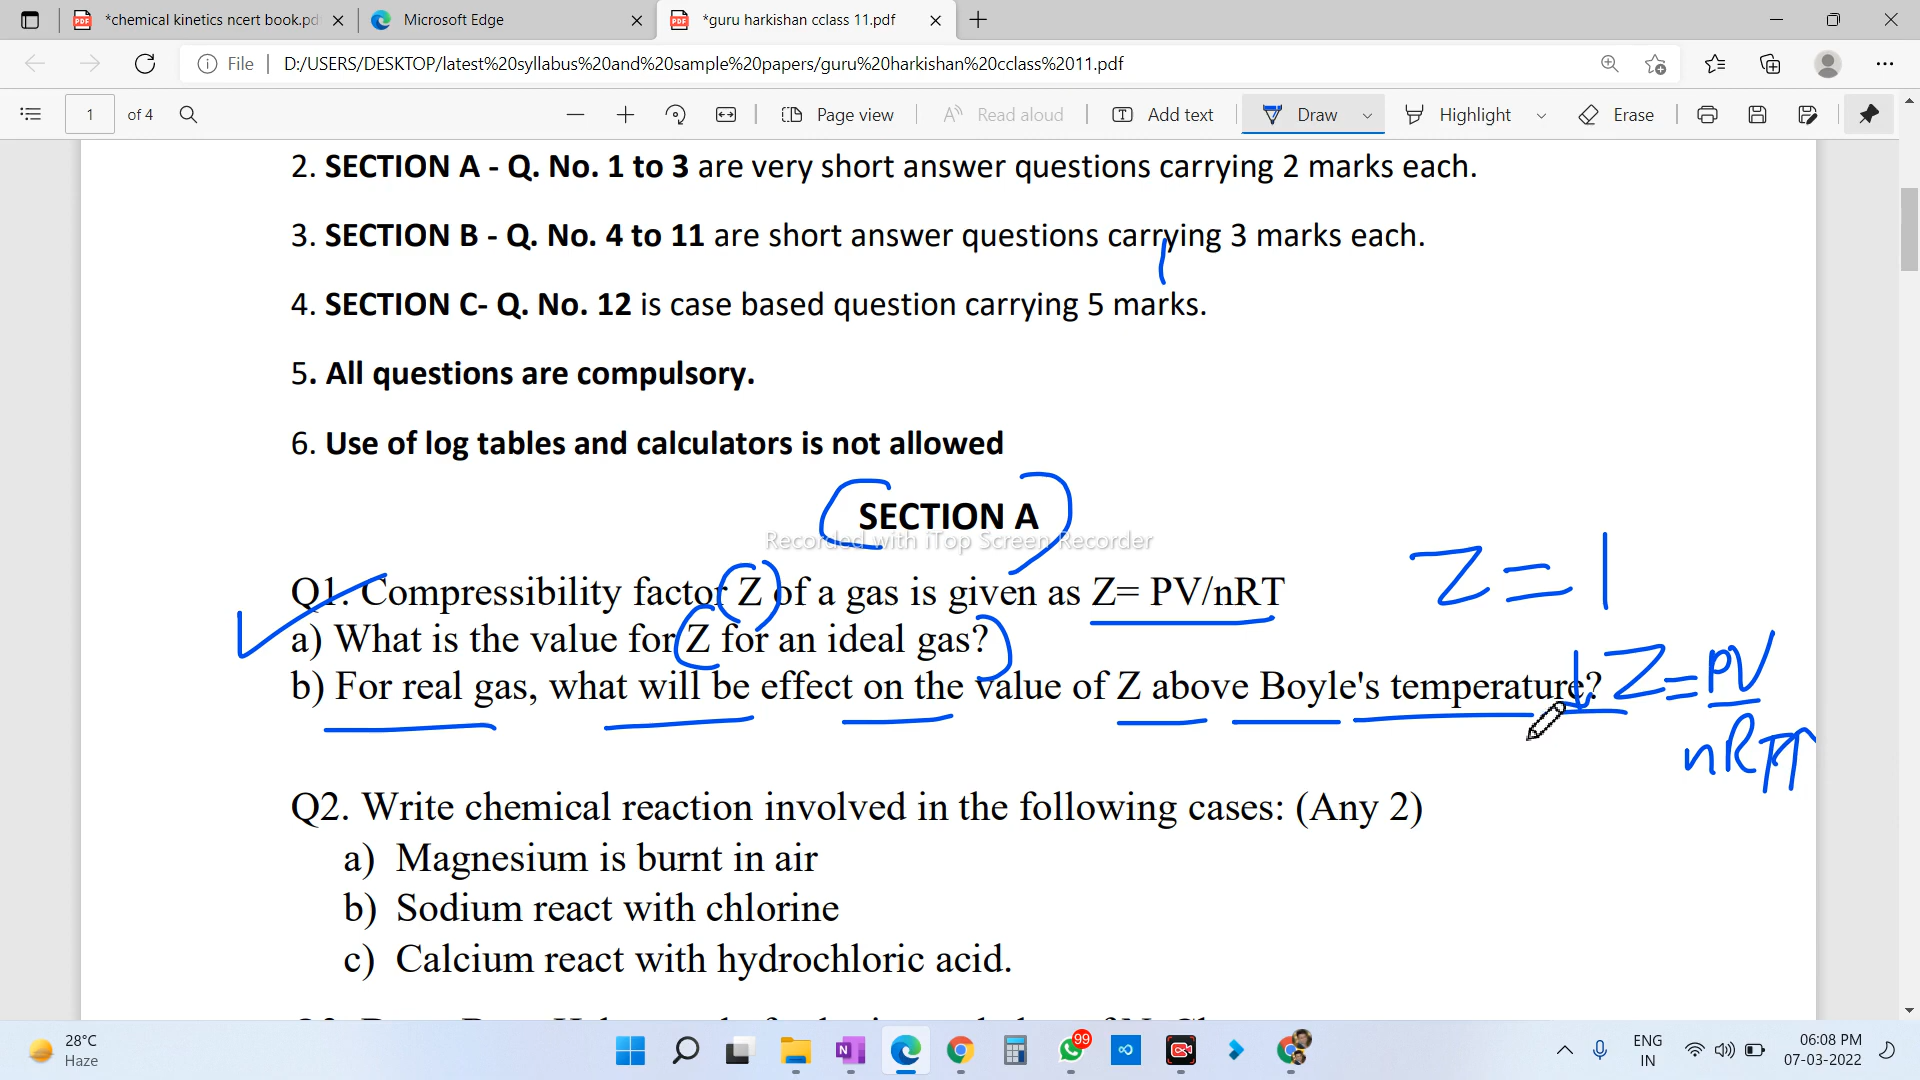 *chemical kinetics ncert book.pd
Microsoft Edge
*guru harkishan cclass 11.pdf
File
D:/USERS/DESKTOP/latest%20syllabus%20and%20sample%20papers/guru%20harkishan%20cclass%2011.pdf
1 of 4
Page view
Read aloud
Add text
Draw
Highlight
Erase
2. SECTION A - Q. No. 1 to 3 are very short answer questions carrying 2 marks each.
3. SECTION B - Q. No. 4 to 11 are short answer questions carrying 3 marks each.
4. SECTION C- Q. No. 12 is case based question carrying 5 marks.
5. All questions are compulsory.
6. Use of log tables and calculators is not allowed
SECTION A
Recorded with iTop Screen Recorder
Q1. Compressibility factor Z of a gas is given as Z= PV/nRT
Z=1
a) What is the value for Z for an ideal gas?
b) For real gas, what will be effect on the value of Z above Boyle's temperature?
↓Z=PV
nRT↑
Q2. Write chemical reaction involved in the following cases: (Any 2)
a) Magnesium is burnt in air
b) Sodium react with chlorine
c) Calcium react with hydrochloric acid.
28°C
Haze
99
ENG
IN
06:08 PM
07-03-2022